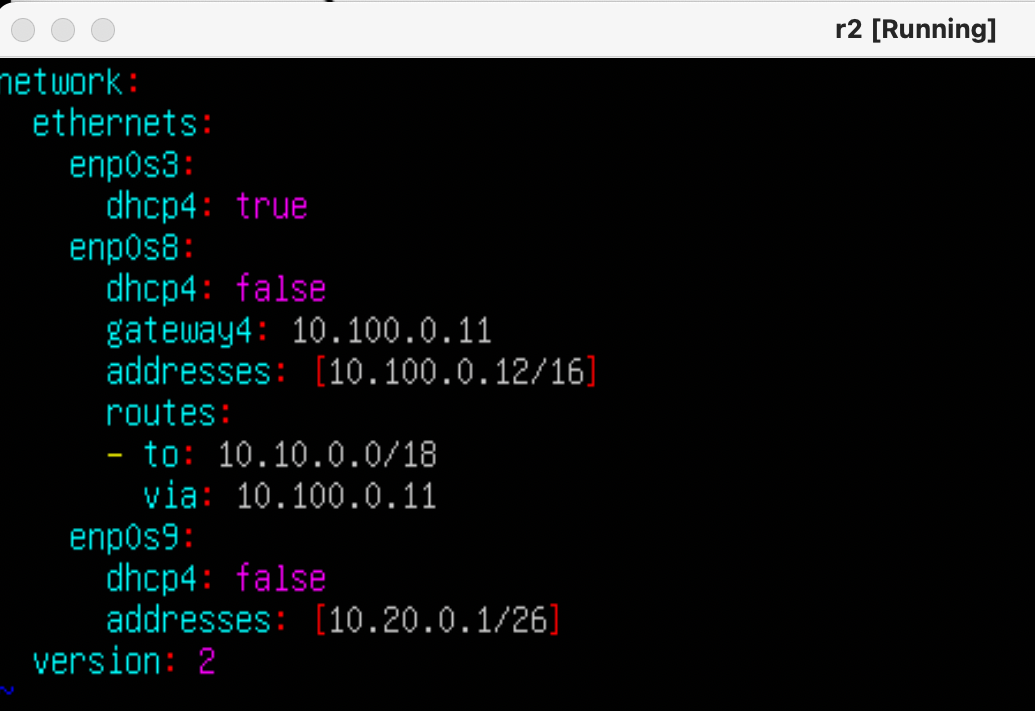 r2 [Running]
network:
  ethernets:
    enp0s3:
      dhcp4: true
    enp0s8:
      dhcp4: false
      gateway4: 10.100.0.11
      addresses: [10.100.0.12/16]
      routes:
      - to: 10.10.0.0/18
        via: 10.100.0.11
    enp0s9:
      dhcp4: false
      addresses: [10.20.0.1/26]
  version: 2
~